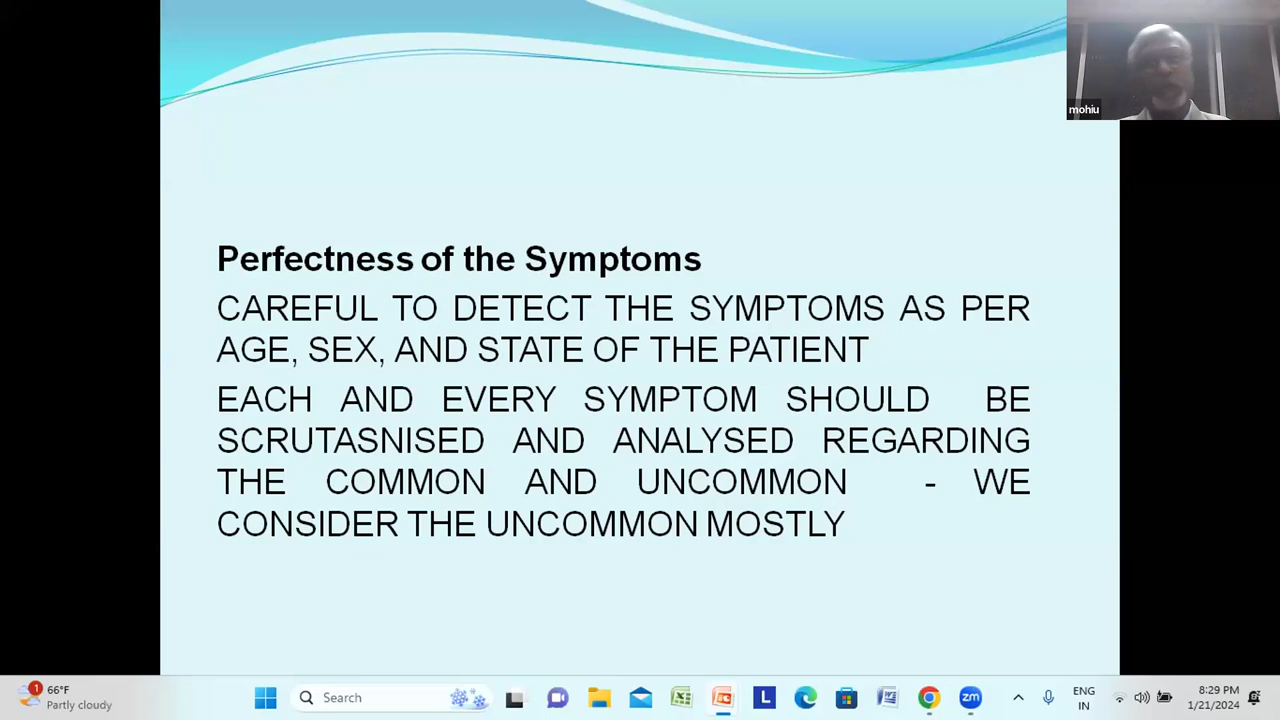 mohiu
Perfectness of the Symptoms
CAREFUL TO DETECT THE SYMPTOMS AS PER
AGE, SEX, AND STATE OF THE PATIENT
EACH AND EVERY SYMPTOM SHOULD BE
SCRUTASNISED AND ANALYSED REGARDING
THE COMMON AND UNCOMMON - WE
CONSIDER THE UNCOMMON MOSTLY
1
66°F
Partly cloudy
Search
L
zm
ENG
IN
8:29 PM
1/21/2024